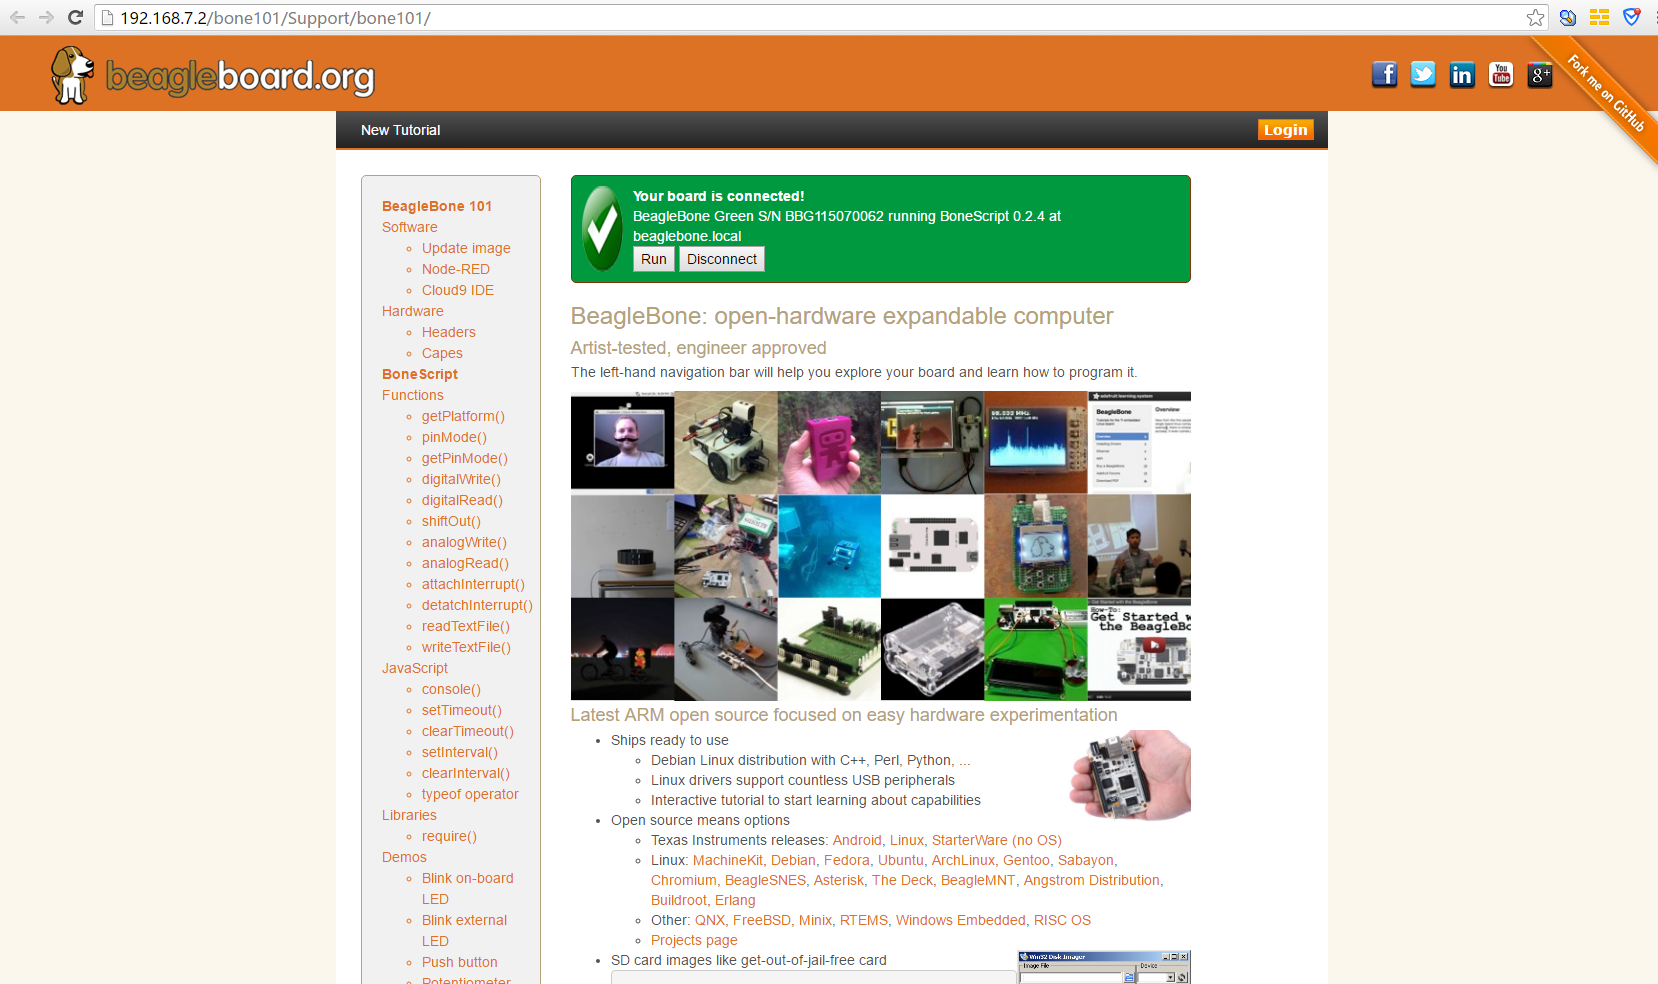 192.168.7.2/bone101/Support/bone101/
beagleboard.org
Fork me on GitHub
New Tutorial
Login
BeagleBone 101
Software
Update image
Node-RED
Cloud9 IDE
Hardware
Headers
Capes
BoneScript
Functions
getPlatform()
pinMode()
getPinMode()
digitalWrite()
digitalRead()
shiftOut()
analogWrite()
analogRead()
attachInterrupt()
detatchInterrupt()
readTextFile()
writeTextFile()
JavaScript
console()
setTimeout()
clearTimeout()
setInterval()
clearInterval()
typeof operator
Libraries
require()
Demos
Blink on-board
LED
Blink external
LED
Push button
Potentiometer
Your board is connected!
BeagleBone Green S/N BBG115070062 running BoneScript 0.2.4 at
beaglebone.local
Run Disconnect
BeagleBone: open-hardware expandable computer
Artist-tested, engineer approved
The left-hand navigation bar will help you explore your board and learn how to program it.
BeagleBone
Overview
How-To:
Get Started w
the BeagleBo
Latest ARM open source focused on easy hardware experimentation
Ships ready to use
Debian Linux distribution with C++, Perl, Python, ...
Linux drivers support countless USB peripherals
Interactive tutorial to start learning about capabilities
Open source means options
Texas Instruments releases: Android, Linux, StarterWare (no OS)
Linux: MachineKit, Debian, Fedora, Ubuntu, ArchLinux, Gentoo, Sabayon,
Chromium, BeagleSNES, Asterisk, The Deck, BeagleMNT, Angstrom Distribution,
Buildroot, Erlang
Other: QNX, FreeBSD, Minix, RTEMS, Windows Embedded, RISC OS
Projects page
SD card images like get-out-of-jail-free card
Win32 Disk Imager
Image File
Device